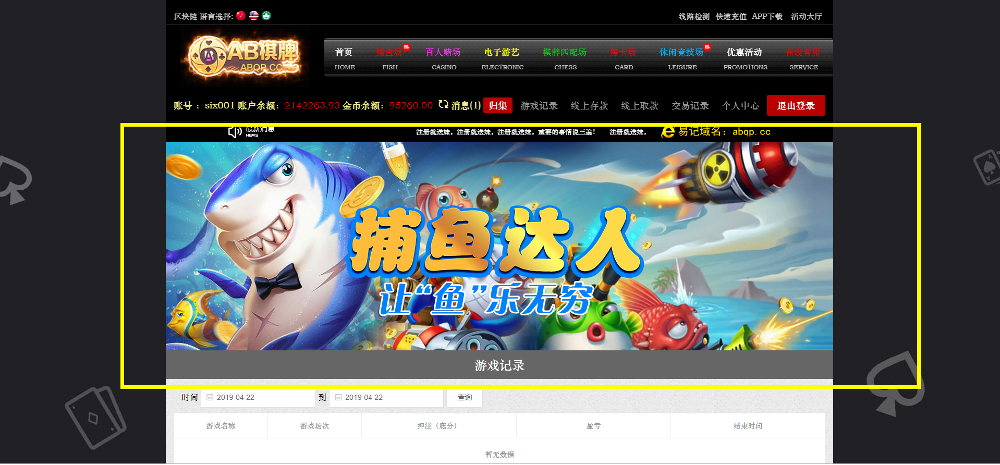 区块链 语言选择:
线路检测 快速充值 APP下载 活动大厅
AB棋牌
ABQP.CC
首页 捕鱼场 热 百人赌场 电子游艺 棋牌匹配场 房卡场 休闲竞技场 热 优惠活动 在线客服
HOME FISH CASINO ELECTRONIC CHESS CARD LEISURE PROMOTIONS SERVICE
账号 : six001 账户余额: 2142263.93 金币余额: 95260.00 消息(1) 归集 游戏记录 线上存款 线上取款 交易记录 个人中心 退出登录
最新消息
NEWS
注册就送妹, 注册就送妹, 注册就送妹, 重要的事情说三遍! 注册就送妹,
易记域名: abqp. cc
捕鱼达人
让“鱼”乐无穷
游戏记录
时间 2019-04-22 到 2019-04-22 查询
游戏名称 游戏场次 押注（底分） 盈亏 结束时间
暂无数据